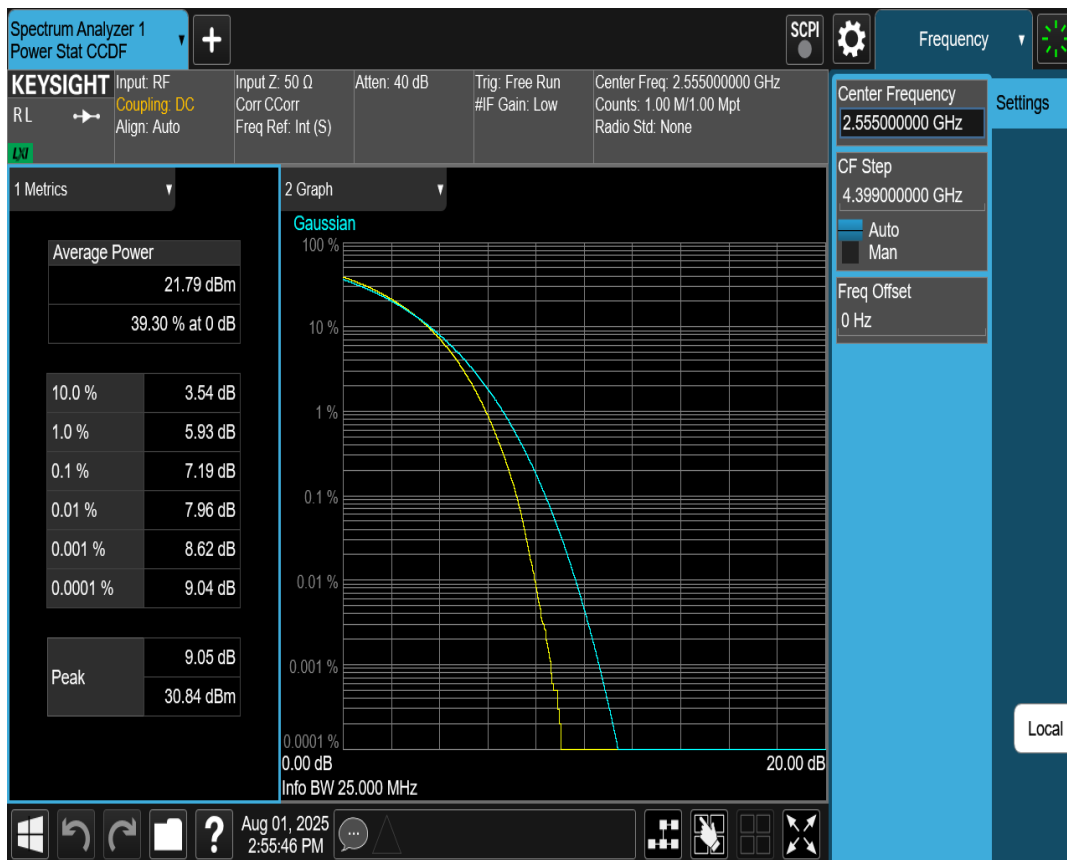 Spectrum Analyzer 1
Power Stat CCDF
+
SCPI
Frequency
KEYSIGHT
RL
LXI
Input: RF
Coupling: DC
Align: Auto
Input Z: 50 Ω
Corr CCorr
Freq Ref: Int (S)
Atten: 40 dB
Trig: Free Run
#IF Gain: Low
Center Freq: 2.555000000 GHz
Counts: 1.00 M/1.00 Mpt
Radio Std: None
Center Frequency
2.555000000 GHz
Settings
CF Step
4.399000000 GHz
Auto
Man
Freq Offset
0 Hz
1 Metrics
Average Power
21.79 dBm
39.30 % at 0 dB
10.0 % 3.54 dB
1.0 % 5.93 dB
0.1 % 7.19 dB
0.01 % 7.96 dB
0.001 % 8.62 dB
0.0001 % 9.04 dB
Peak
9.05 dB
30.84 dBm
2 Graph
Gaussian
100 %
10 %
1 %
0.1 %
0.01 %
0.001 %
0.0001 %
0.00 dB 20.00 dB
Info BW 25.000 MHz
Local
?
Aug 01, 2025
2:55:46 PM